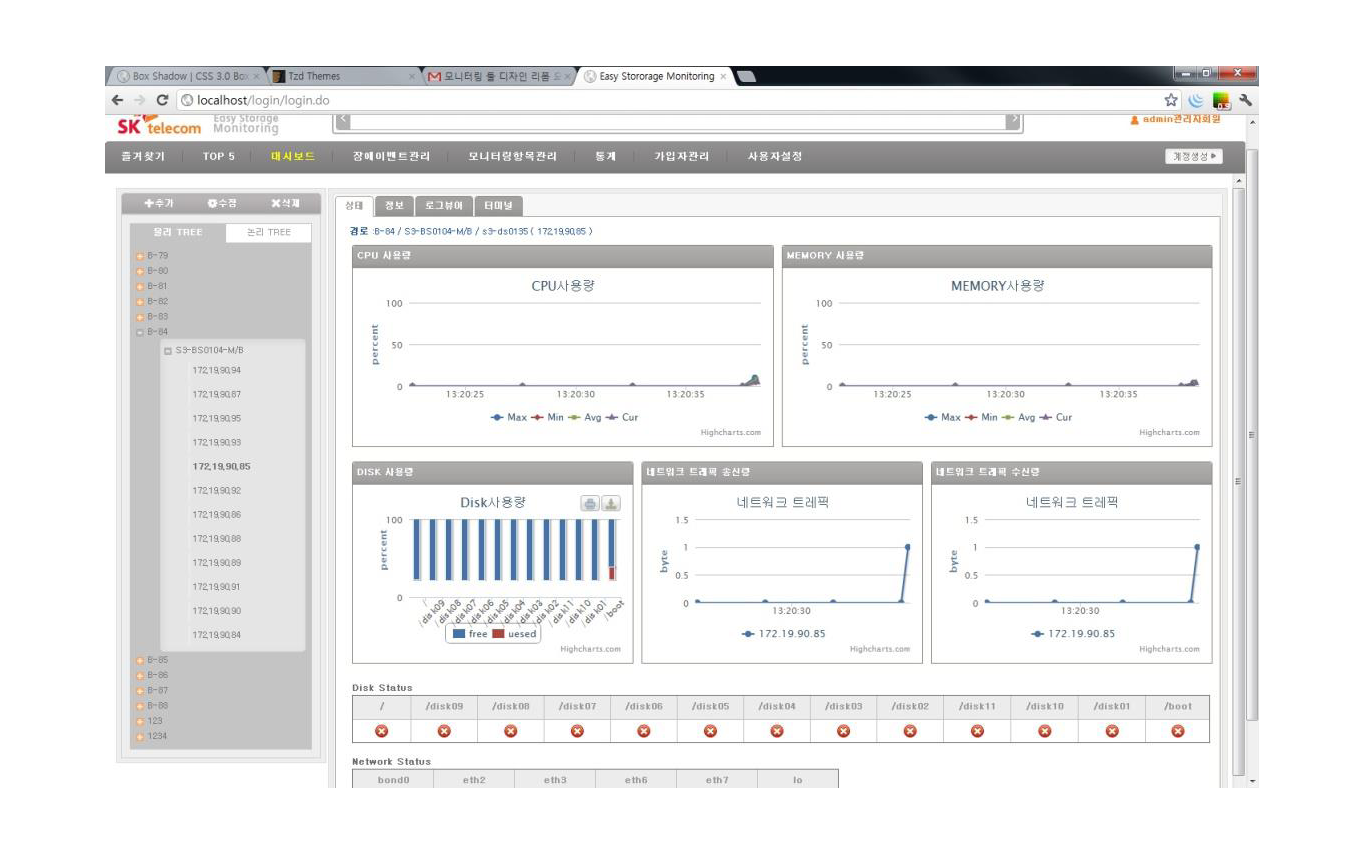 Box Shadow | CSS 3.0 Box
Tzd Themes
모니터링 툴 디자인 리폼
Easy Stororage Monitoring
localhost/login/login.do
SK telecom
Easy Storage
Monitoring
admin관리자회원
즐겨찾기
TOP 5
대시보드
장애이벤트관리
모니터링항목관리
통계
가입자관리
사용자설정
계정생성
추가
수정
삭제
물리 TREE
논리 TREE
B-79
B-80
B-81
B-82
B-83
B-84
S3-BS0104-M/B
172,19,90,94
172,19,90,87
172,19,90,95
172,19,90,93
172,19,90,85
172,19,90,92
172,19,90,86
172,19,90,88
172,19,90,89
172,19,90,91
172,19,90,90
172,19,90,84
B-85
B-86
B-87
B-88
123
1234
상태
정보
로그뷰어
터미널
경로 :B-84 / S3-BS0104-M/B / s3-ds0135 ( 172,19,90,85 )
CPU 사용량
CPU사용량
percent
100
50
0
13:20:25
13:20:30
13:20:35
Max
Min
Avg
Cur
Highcharts.com
MEMORY 사용량
MEMORY사용량
percent
100
50
0
13:20:25
13:20:30
13:20:35
Max
Min
Avg
Cur
Highcharts.com
DISK 사용량
Disk사용량
percent
100
0
/
/disk09
/disk08
/disk07
/disk06
/disk05
/disk04
/disk03
/disk02
/disk11
/disk10
/disk01
/boot
free
uesed
Highcharts.com
네트워크 트래픽 송신량
네트워크 트레픽
byte
1.5
1
0.5
0
13:20:30
172.19.90.85
Highcharts.com
네트워크 트래픽 수신량
네트워크 트레픽
byte
1.5
1
0.5
0
13:20:30
172.19.90.85
Highcharts.com
Disk Status
/
/disk09
/disk08
/disk07
/disk06
/disk05
/disk04
/disk03
/disk02
/disk11
/disk10
/disk01
/boot
Network Status
bond0
eth2
eth3
eth6
eth7
lo